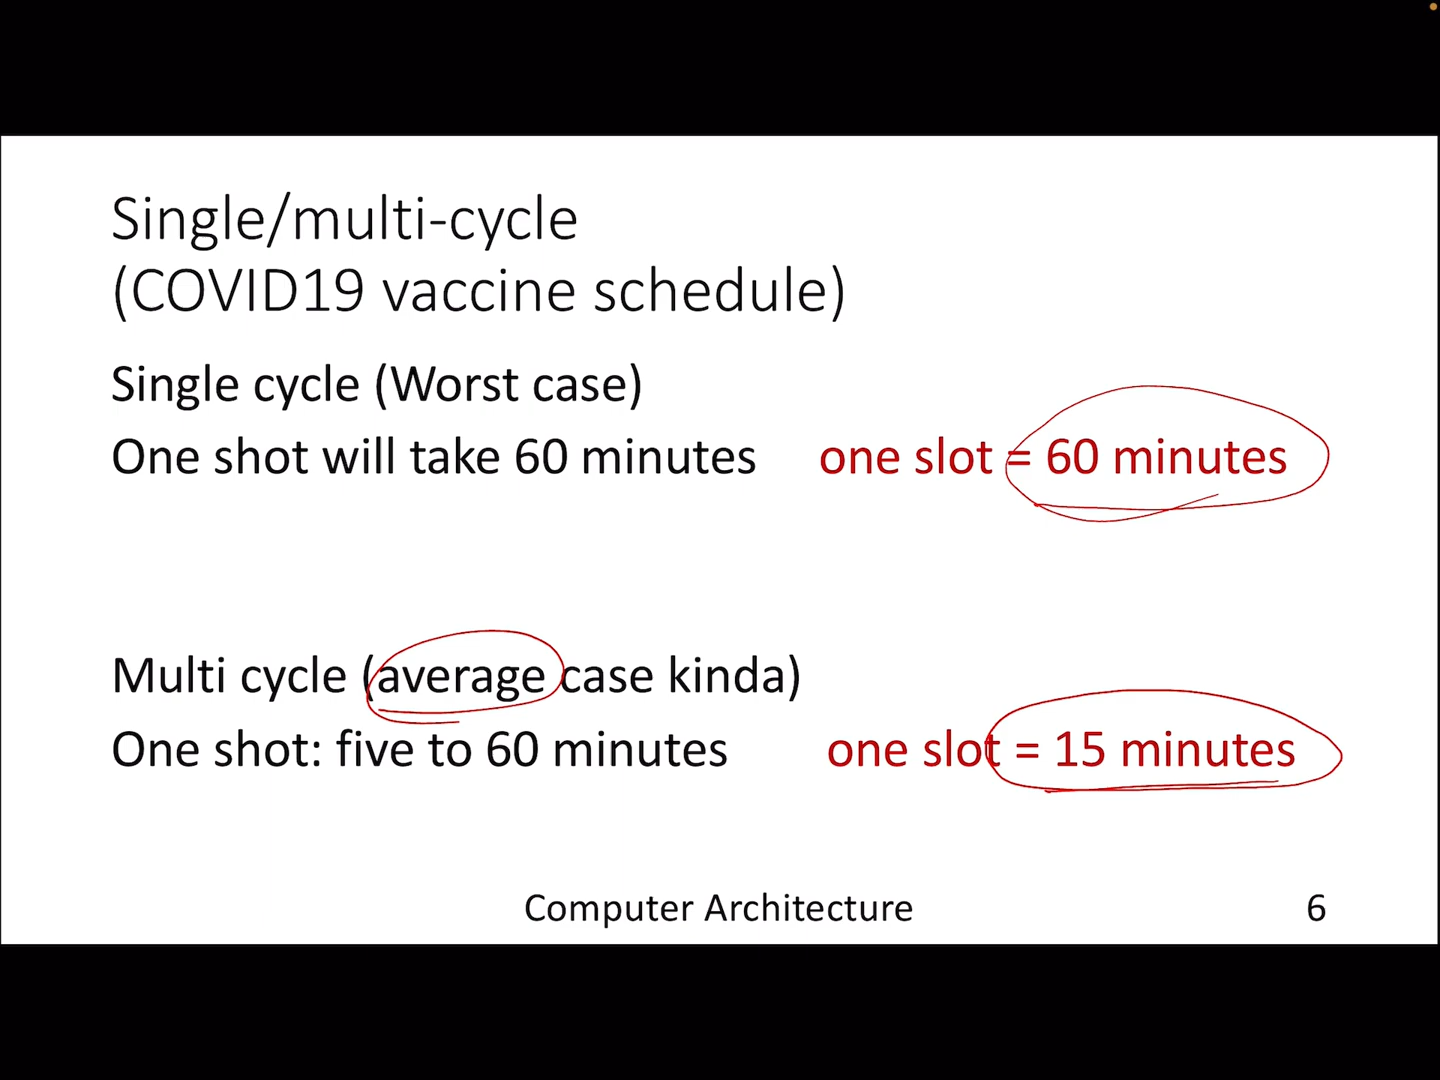 Single/multi-cycle
(COVID19 vaccine schedule)
Single cycle (Worst case)
One shot will take 60 minutes one slot = 60 minutes
Multi cycle (average case kinda)
One shot: five to 60 minutes one slot = 15 minutes
Computer Architecture 6